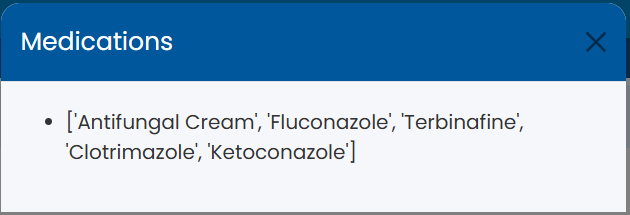 Medications
['Antifungal Cream', 'Fluconazole', 'Terbinafine',
'Clotrimazole', 'Ketoconazole']